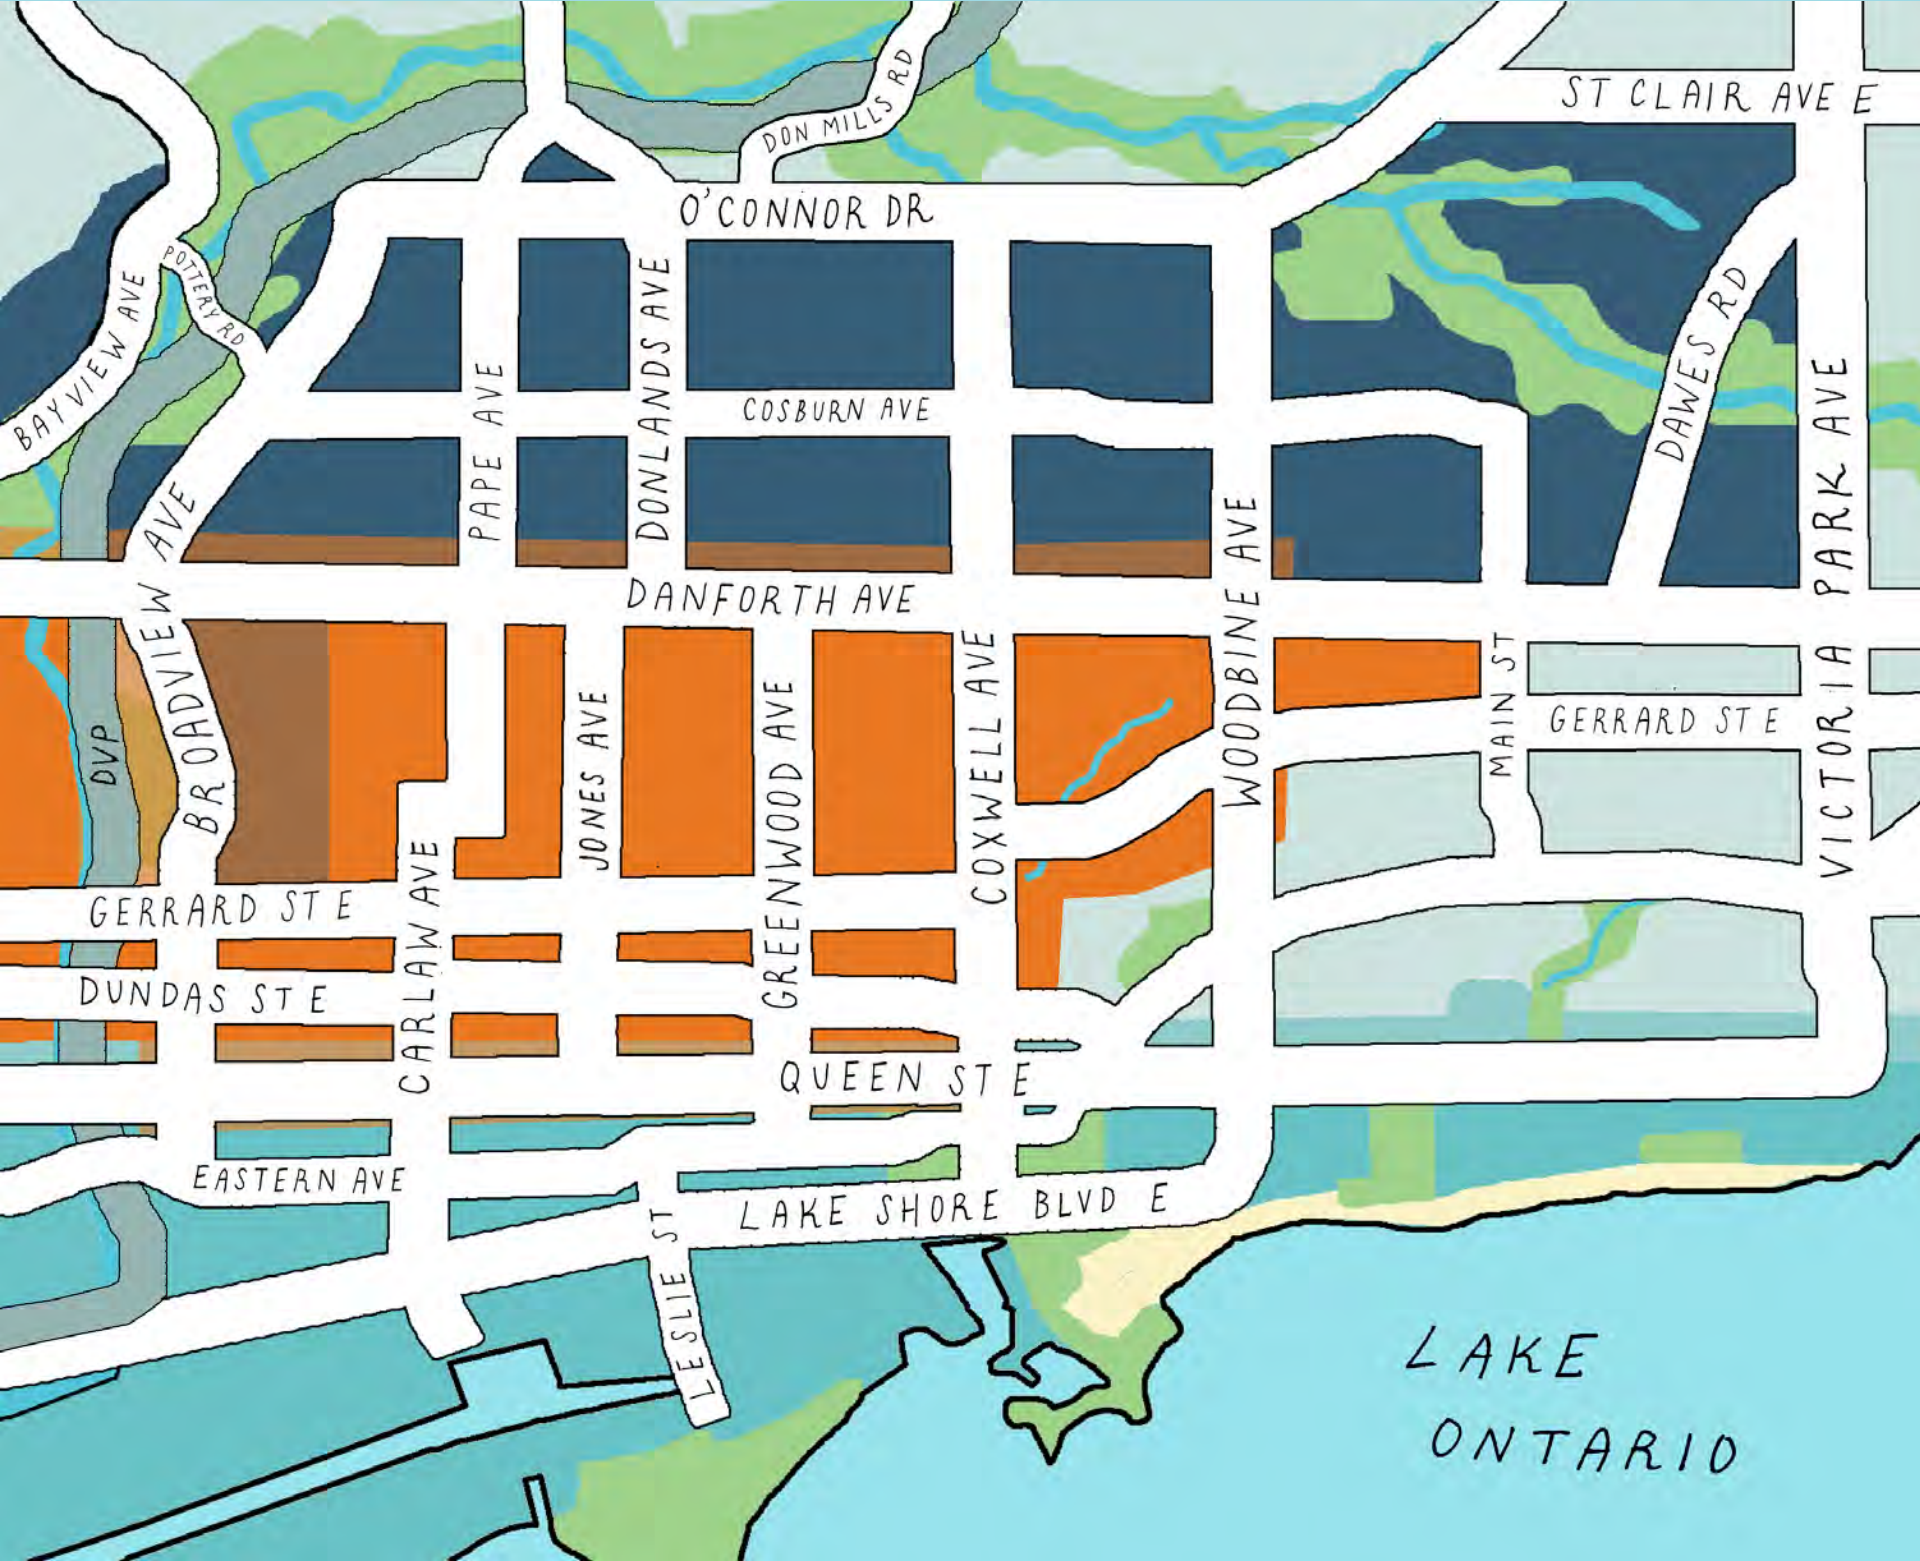 ST CLAIR AVE E
DON MILLS RD
O'CONNOR DR
POTTERY RD
BAYVIEW AVE
DONLANDS AVE
DAWES RD
PAPE AVE
COSBURN AVE
BROADVIEW AVE
DANFORTH AVE
WOODBINE AVE
VICTORIA PARK AVE
DVP
JONES AVE
GREENWOOD AVE
COXWELL AVE
MAIN ST
GERRARD ST E
GERRARD ST E
CARLAW AVE
DUNDAS ST E
QUEEN ST E
EASTERN AVE
LAKE SHORE BLVD E
LESLIE ST
LAKE
ONTARIO